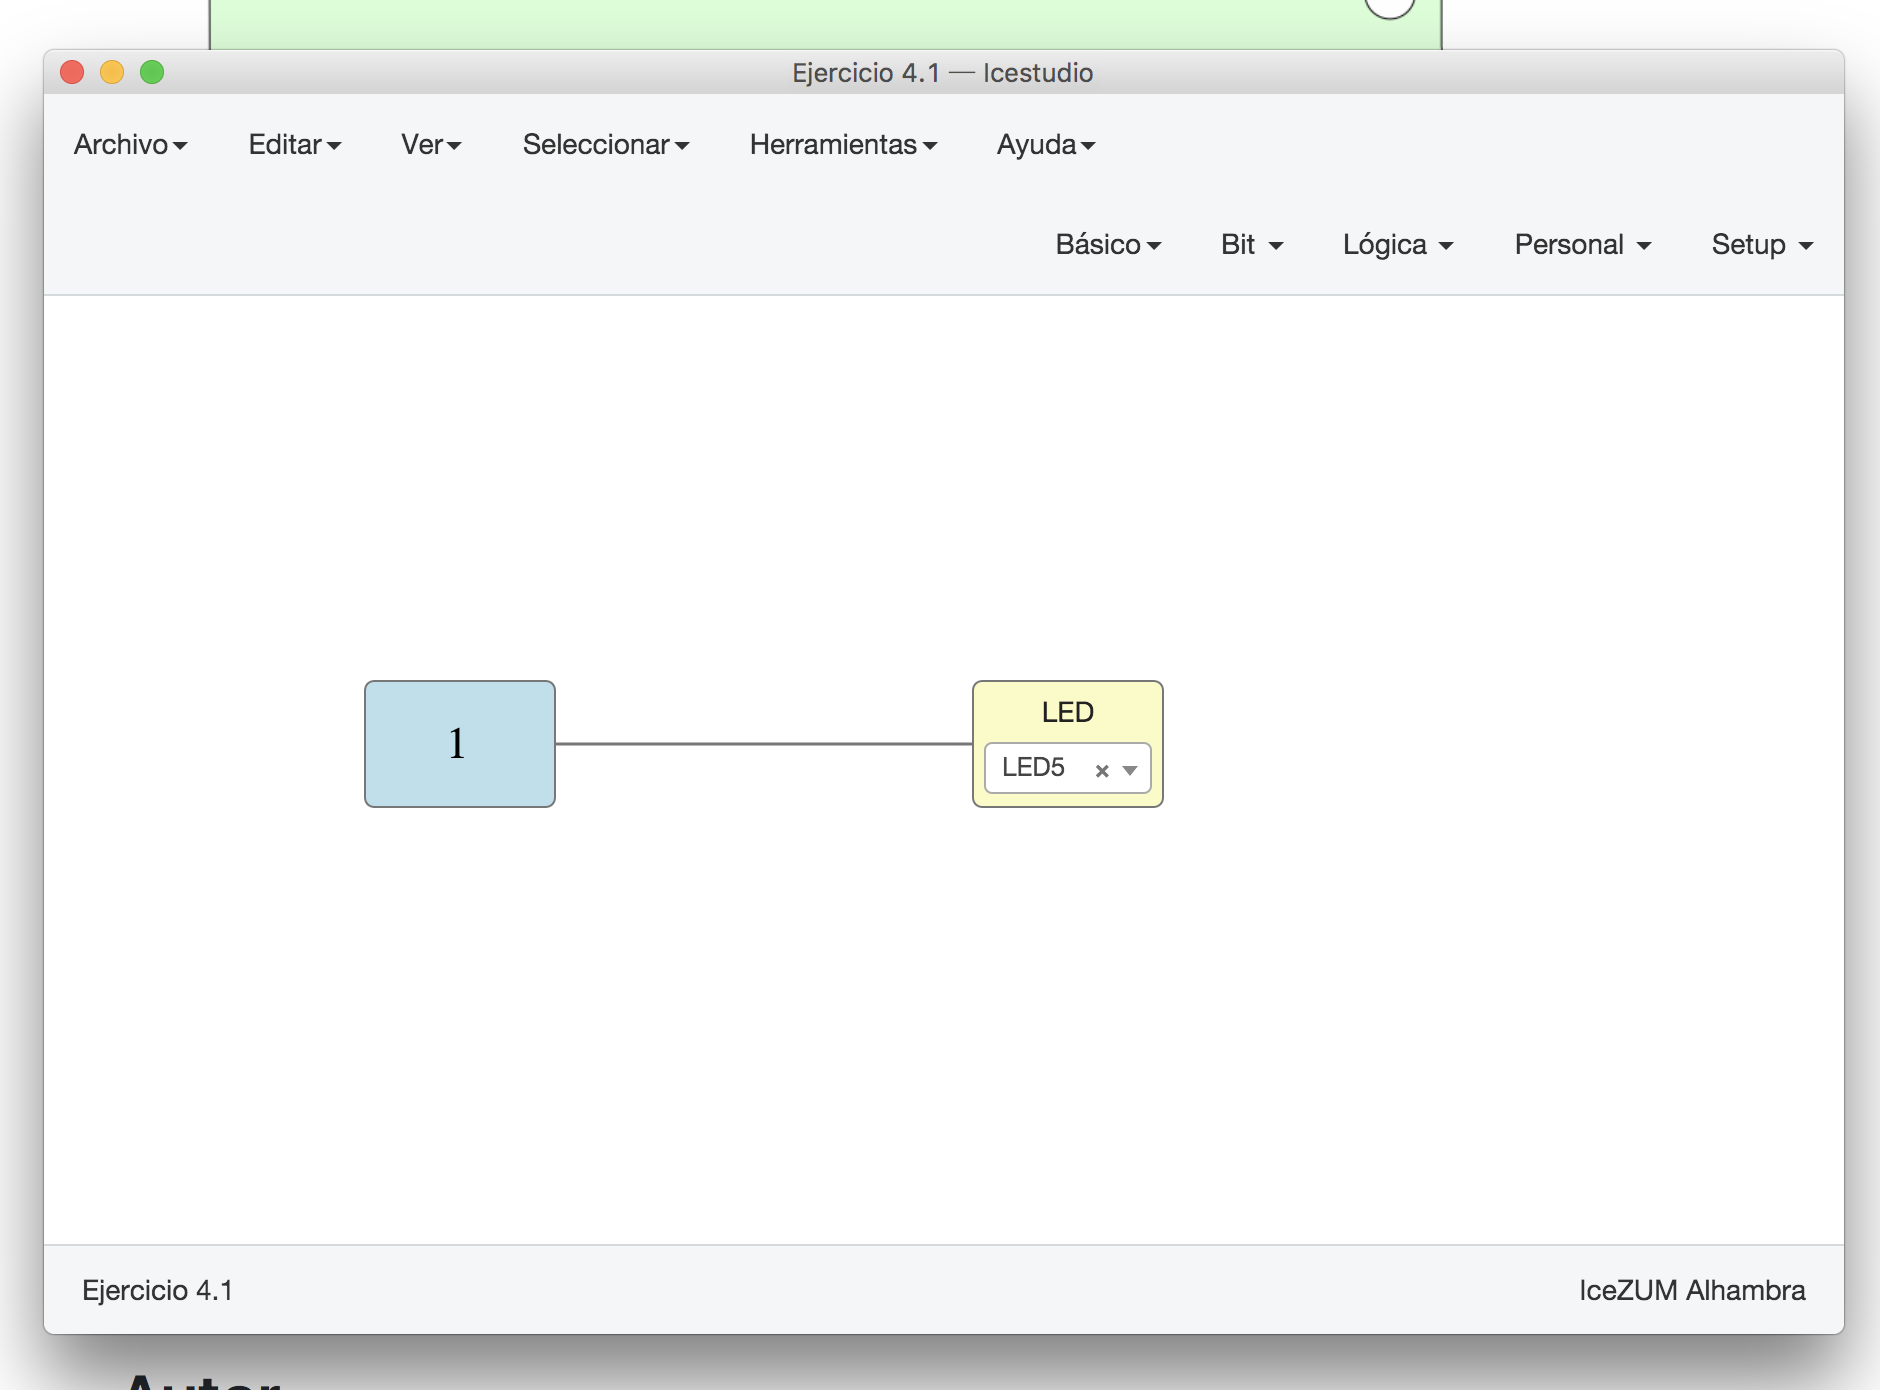 Ejercicio 4.1 — Icestudio
Archivo Editar Ver Seleccionar Herramientas Ayuda
Básico Bit Lógica Personal Setup
1
LED
LED5
Ejercicio 4.1
IceZUM Alhambra
Autor